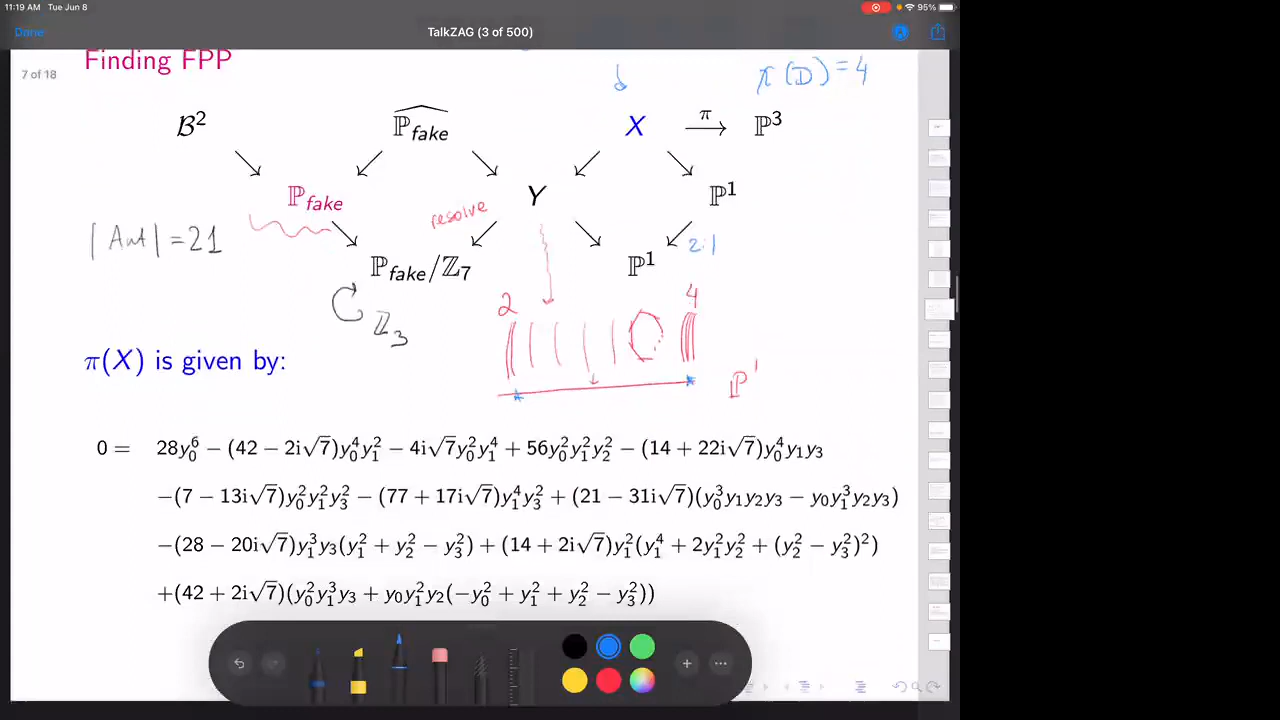 11:19 AM Tue Jun 8
95%
Done
TalkZAG (3 of 500)
Finding FPP
7 of 18
π(D)=4
B² P̂_fake X π P³
P_fake resolve Y P¹
|Aut|=21
2:1
P_fake/Z₇ P¹
2 4
Z₃
P¹
π(X) is given by:
0 = 28y₀⁶ − (42 − 2i√7)y₀⁴y₁² − 4i√7y₀²y₁⁴ + 56y₀²y₁²y₂² − (14 + 22i√7)y₀⁴y₁y₃
−(7 − 13i√7)y₀²y₁²y₃² − (77 + 17i√7)y₁⁴y₃² + (21 − 31i√7)(y₀³y₁y₂y₃ − y₀y₁³y₂y₃)
−(28 − 20i√7)y₁³y₃(y₁² + y₂² − y₃²) + (14 + 2i√7)y₁²(y₁⁴ + 2y₁²y₂² + (y₂² − y₃²)²)
+(42 + 2i√7)(y₀²y₁³y₃ + y₀y₁²y₂(−y₀² + y₁² + y₂² − y₃²))